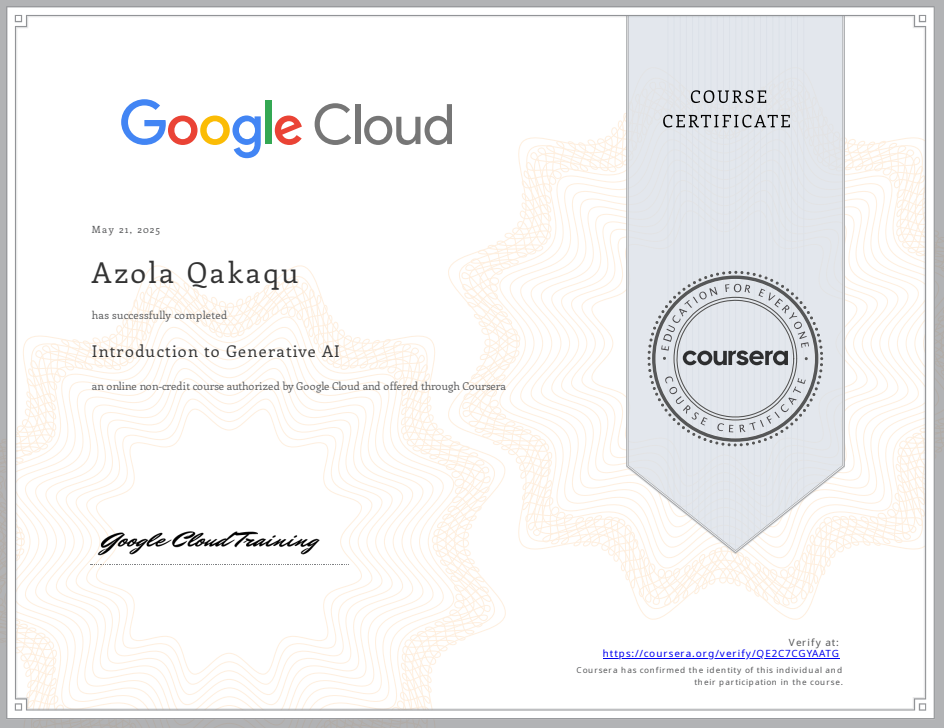 Google Cloud
COURSE
CERTIFICATE
May 21, 2025
Azola Qakaqu
has successfully completed
Introduction to Generative AI
an online non-credit course authorized by Google Cloud and offered through Coursera
EDUCATION FOR EVERYONE
coursera
COURSE CERTIFICATE
Google Cloud Training
Verify at:
https://coursera.org/verify/QE2C7CGYAATG
Coursera has confirmed the identity of this individual and
their participation in the course.